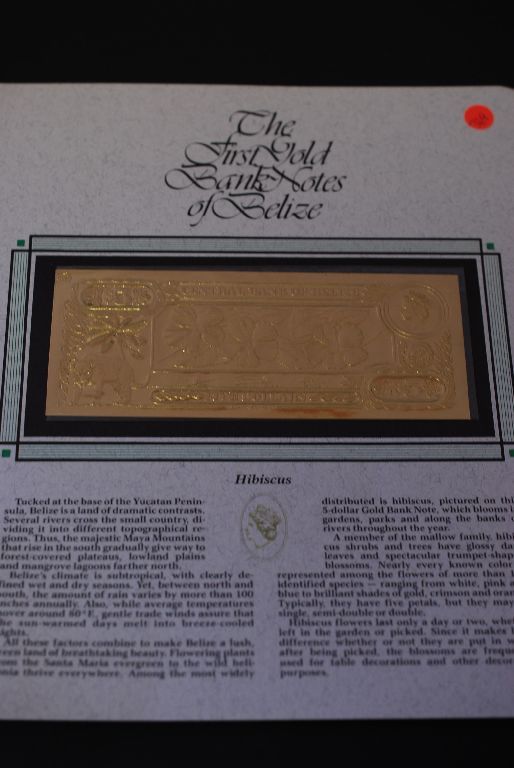 The
First Gold
Bank Notes
of Belize
Hibiscus
Tucked at the base of the Yucatan Penin-
sula, Belize is a land of dramatic contrasts.
Several rivers cross the small country, di-
viding it into different topographical re-
gions. Thus, the majestic Maya Mountains
that rise in the south gradually give way to
forest-covered plateaus, lowland plains
and mangrove lagoons farther north.
Belize's climate is subtropical, with clearly de-
fined wet and dry seasons. Yet, between north and
south, the amount of rain varies by more than 100
inches annually. Also, while average temperatures
hover around 80°F, gentle trade winds assure that
the sun-warmed days melt into breeze-cooled
nights.
All these factors combine to make Belize a lush,
green land of breathtaking beauty. Flowering plants
from the Santa Maria evergreen to the wild heli-
conia thrive everywhere. Among the most widely
distributed is hibiscus, pictured on thi
5-dollar Gold Bank Note, which blooms i
gardens, parks and along the banks
rivers throughout the year.
A member of the mallow family, hibi
cus shrubs and trees have glossy da
leaves and spectacular trumpet-shap
blossoms. Nearly every known color
represented among the flowers of more than
identified species — ranging from white, pink a
blue to brilliant shades of gold, crimson and oran
Typically, they have five petals, but they may
single, semi-double or double.
Hibiscus flowers last only a day or two, whet
left in the garden or picked. Since it makes
difference whether or not they are put in w
after being picked, the blossoms are frequ
used for table decorations and other decor
purposes.